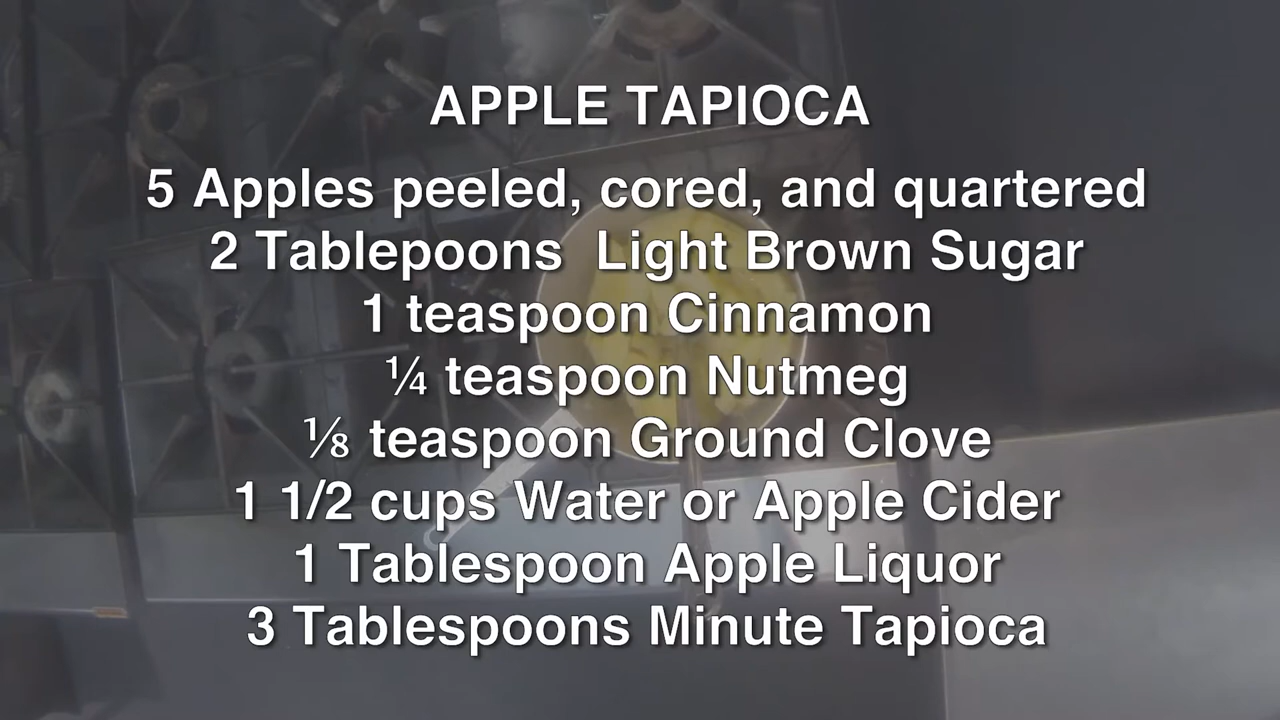 APPLE TAPIOCA
5 Apples peeled, cored, and quartered
2 Tablepoons  Light Brown Sugar
1 teaspoon Cinnamon
¼ teaspoon Nutmeg
⅛ teaspoon Ground Clove
1 1/2 cups Water or Apple Cider
1 Tablespoon Apple Liquor
3 Tablespoons Minute Tapioca